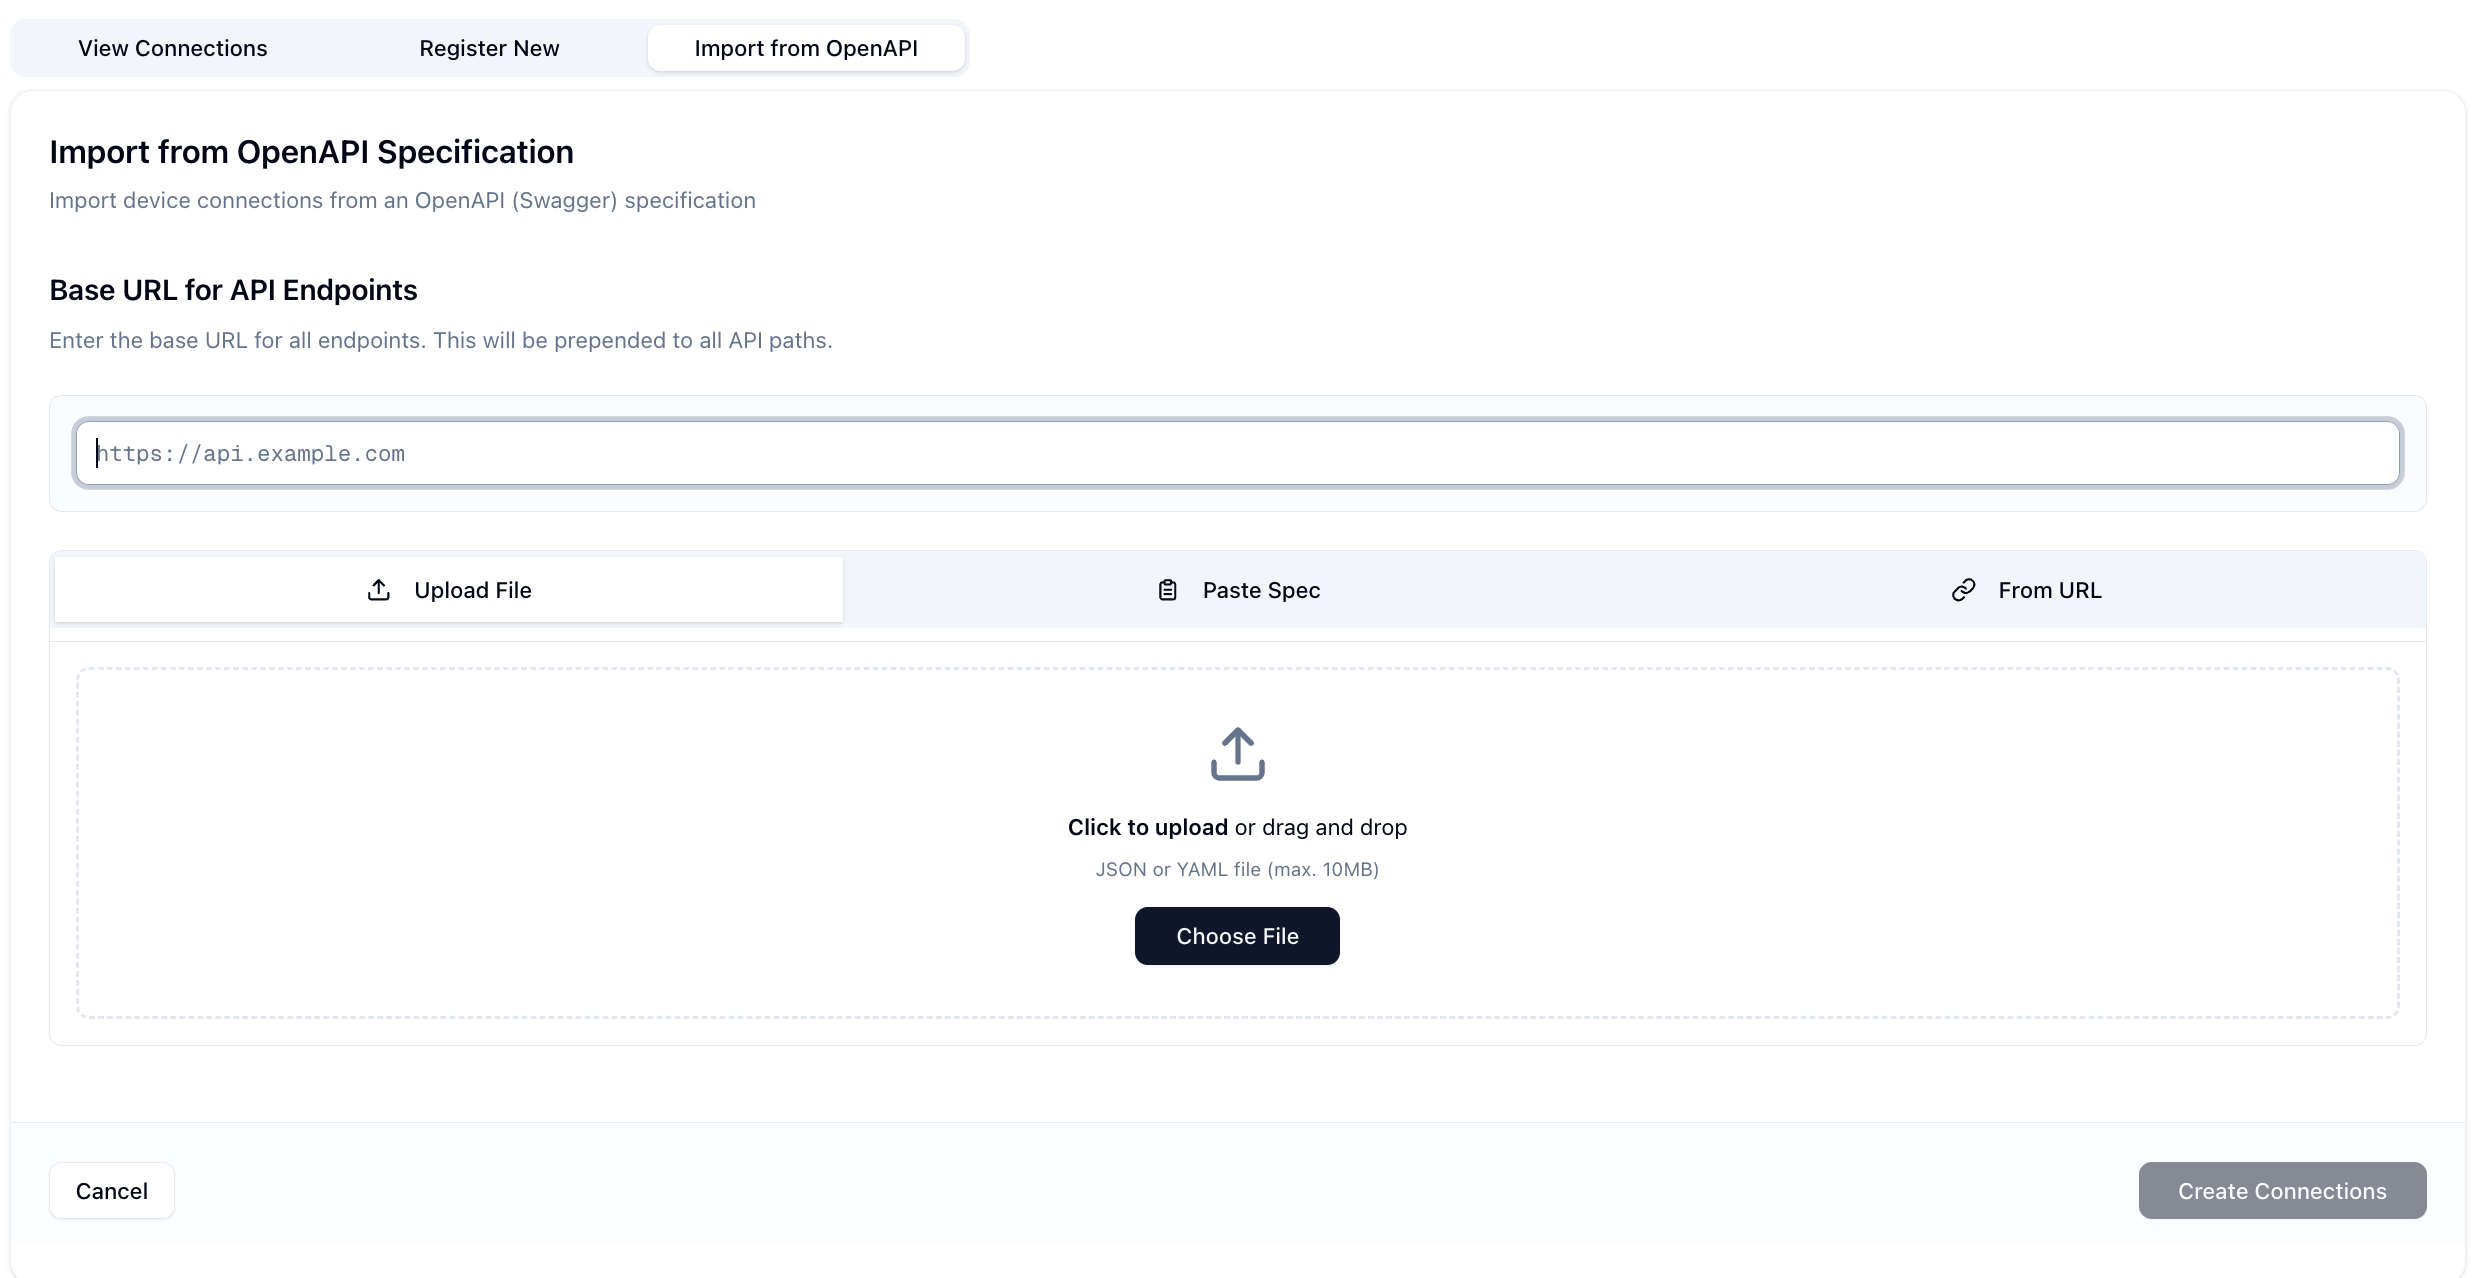 View Connections
Register New
Import from OpenAPI
Import from OpenAPI Specification
Import device connections from an OpenAPI (Swagger) specification
Base URL for API Endpoints
Enter the base URL for all endpoints. This will be prepended to all API paths.
https://api.example.com
Upload File
Paste Spec
From URL
Click to upload or drag and drop
JSON or YAML file (max. 10MB)
Choose File
Cancel
Create Connections